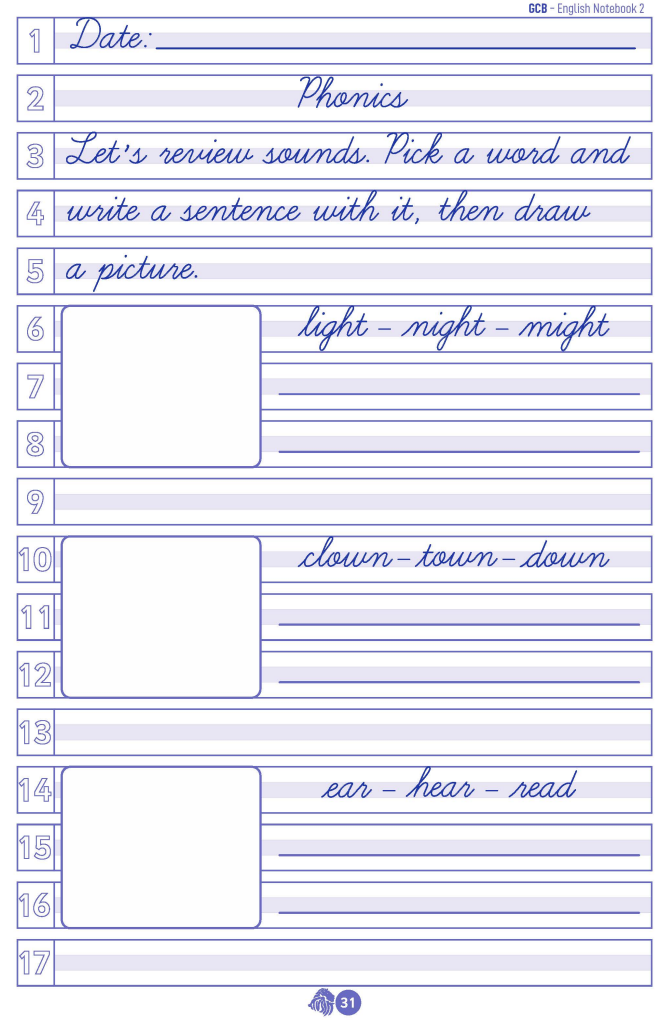 GCB - English Notebook 2
1 Date:
2 Phonics
3 Let's review sounds. Pick a word and
4 write a sentence with it, then draw
5 a picture.
6 light - night - might
7
8
9
10 clown - town - down
11
12
13
14 ear - hear - read
15
16
17
31